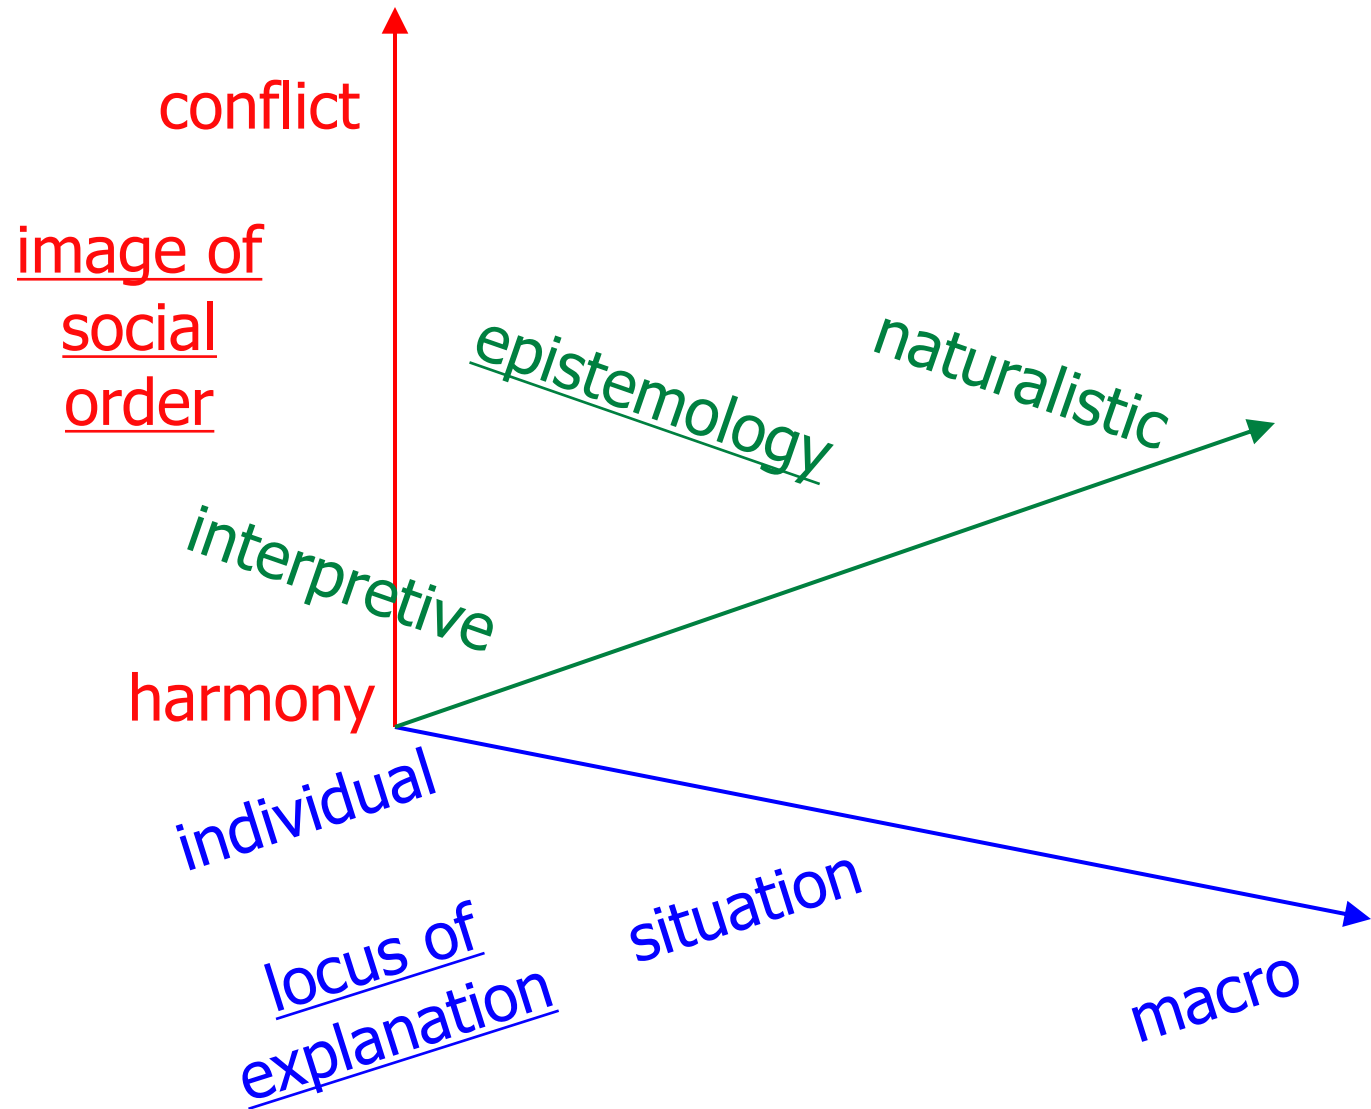 conflict
image of
social
order
epistemology
naturalistic
interpretive
harmony
individual
situation
locus of
explanation
macro